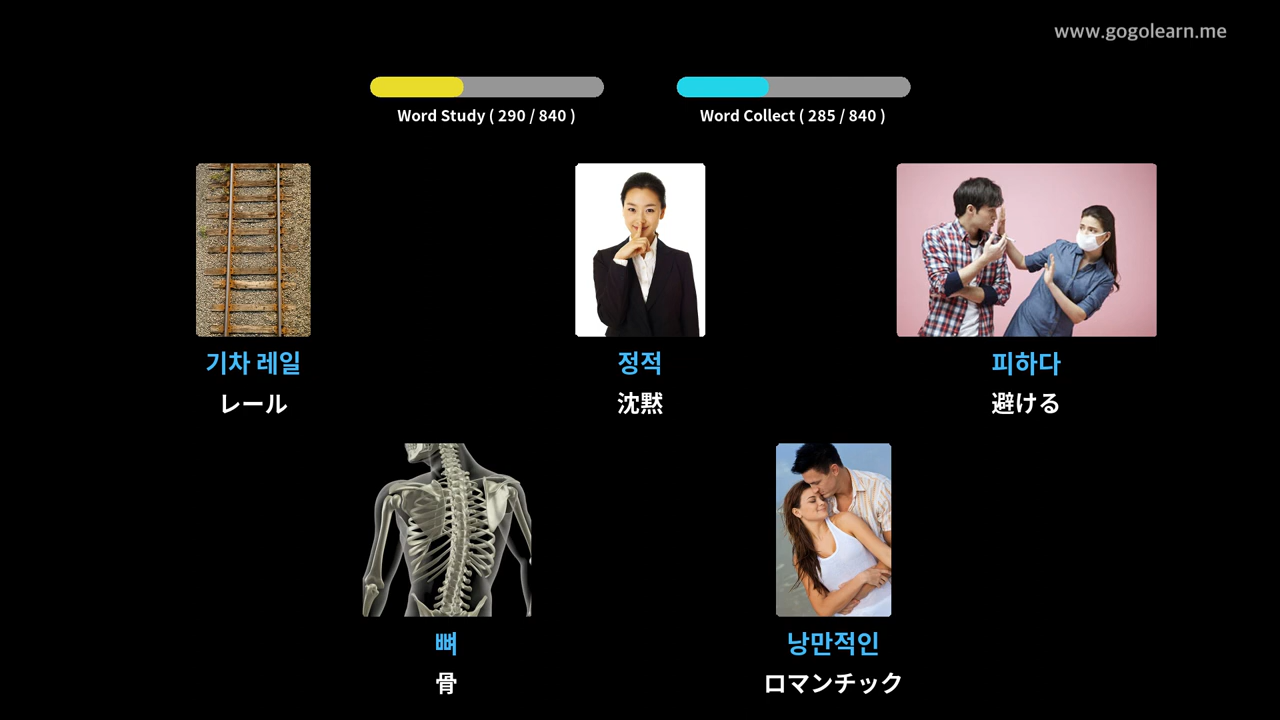 www.gogolearn.me
Word Study ( 290 / 840 )
Word Collect ( 285 / 840 )
기차 레일
レール
정적
沈黙
피하다
避ける
뼈
骨
낭만적인
ロマンチック